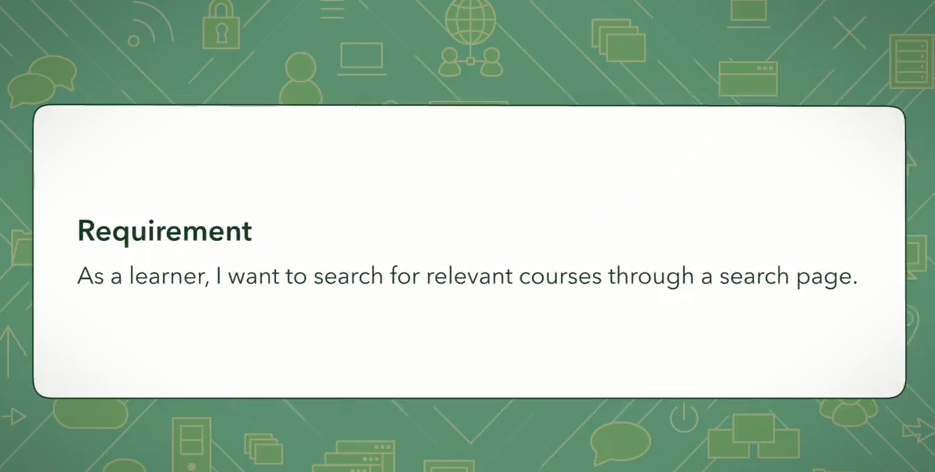 Requirement
As a learner, I want to search for relevant courses through a search page.